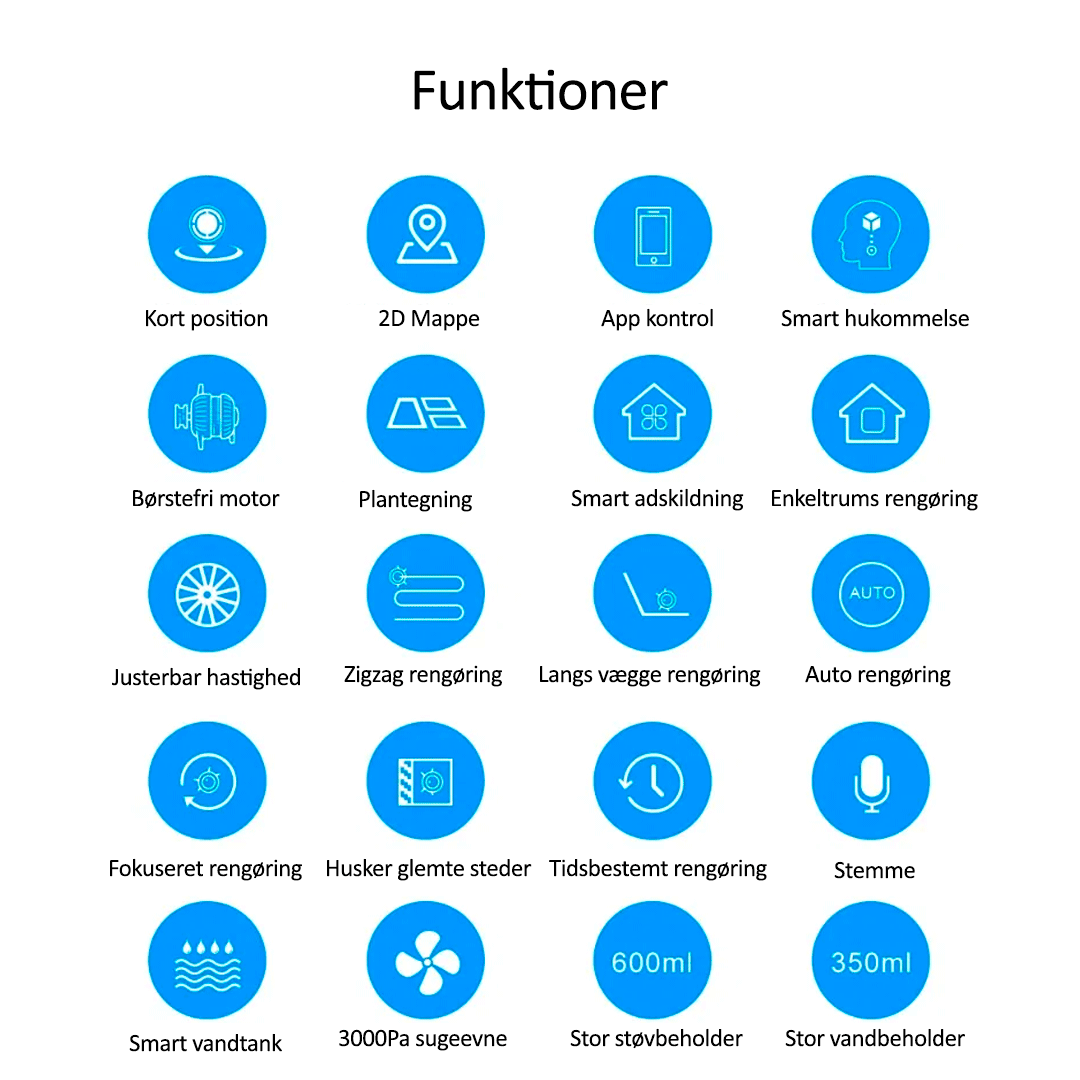 Funktioner
Kort position
2D Mappe
App kontrol
Smart hukommelse
Børstefri motor
Plantegning
Smart adskildning
Enkeltrums rengøring
AUTO
Justerbar hastighed
Zigzag rengøring
Langs vægge rengøring
Auto rengøring
Fokuseret rengøring
Husker glemte steder
Tidsbestemt rengøring
Stemme
600ml
350ml
Smart vandtank
3000Pa sugeevne
Stor støvbeholder
Stor vandbeholder